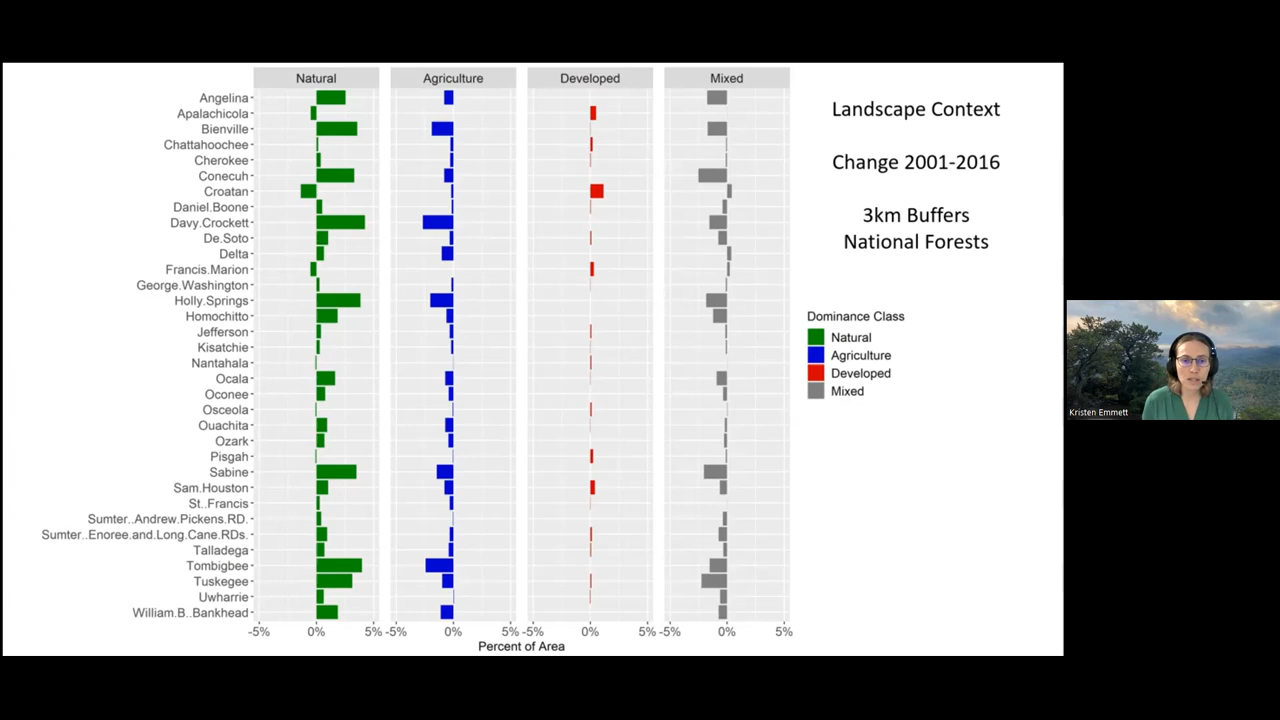 Natural
Agriculture
Developed
Mixed
Landscape Context
Change 2001-2016
3km Buffers
National Forests
Angelina
Apalachicola
Bienville
Chattahoochee
Cherokee
Conecuh
Croatan
Daniel.Boone
Davy.Crockett
De.Soto
Delta
Francis.Marion
George.Washington
Holly.Springs
Homochitto
Jefferson
Kisatchie
Nantahala
Ocala
Oconee
Osceola
Ouachita
Ozark
Pisgah
Sabine
Sam.Houston
St..Francis
Sumter..Andrew.Pickens.RD.
Sumter..Enoree.and.Long.Cane.RDs.
Talladega
Tombigbee
Tuskegee
Uwharrie
William.B..Bankhead
-5% 0% 5% -5% 0% 5% -5% 0% 5% -5% 0% 5%
Percent of Area
Dominance Class
Natural
Agriculture
Developed
Mixed
Kristen Emmett